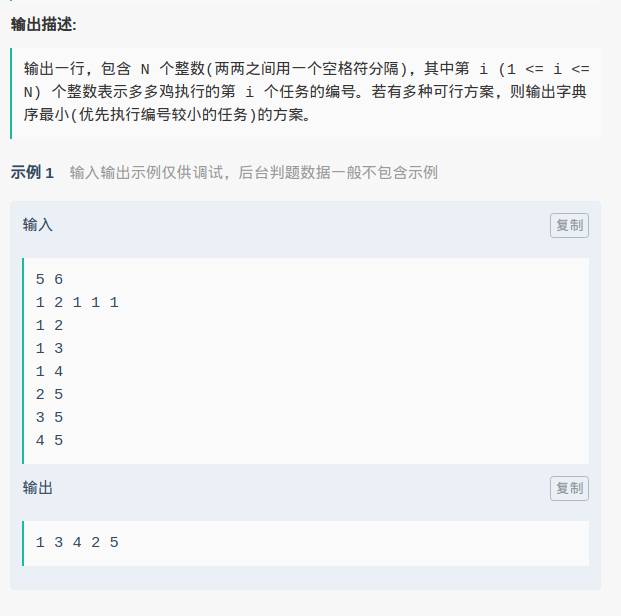 输出描述:
输出一行，包含 N 个整数(两两之间用一个空格符分隔)，其中第 i (1 <= i <=
N) 个整数表示多多鸡执行的第 i 个任务的编号。若有多种可行方案，则输出字典
序最小(优先执行编号较小的任务)的方案。
示例1 输入输出示例仅供调试，后台判题数据一般不包含示例
输入 复制
5 6
1 2 1 1 1
1 2
1 3
1 4
2 5
3 5
4 5
输出 复制
1 3 4 2 5